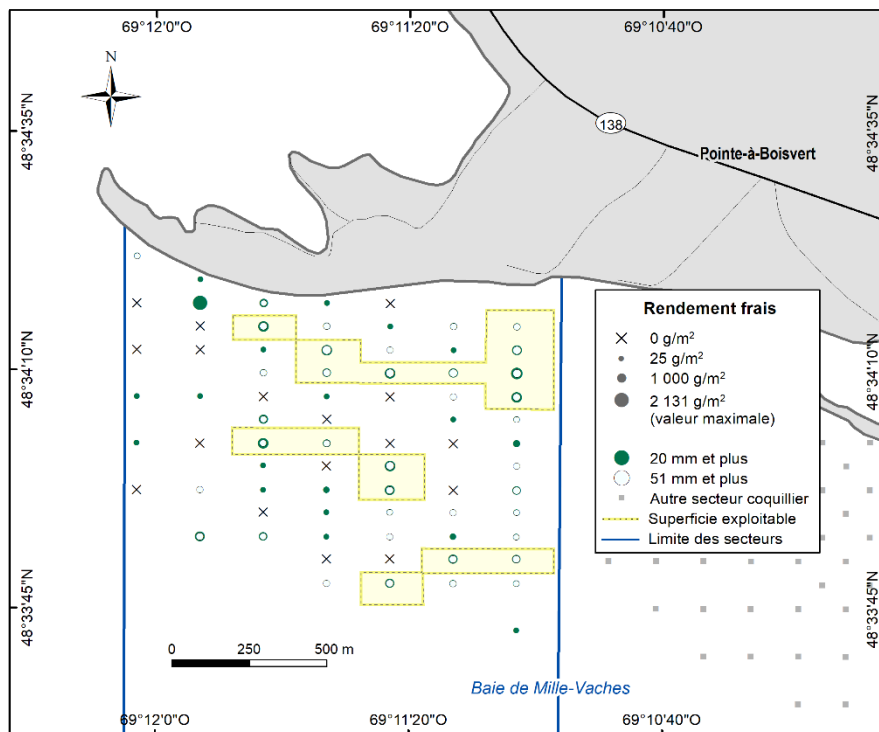 69°12'0"O 69°11'20"O 69°10'40"O
N
48°34'35"N 48°34'35"N
138
Pointe-à-Boisvert
Rendement frais
0 g/m²
25 g/m²
1 000 g/m²
2 131 g/m²
(valeur maximale)
20 mm et plus
51 mm et plus
Autre secteur coquillier
Superficie exploitable
Limite des secteurs
48°34'10"N 48°34'10"N
48°33'45"N 48°33'45"N
0 250 500 m
Baie de Mille-Vaches
69°12'0"O 69°11'20"O 69°10'40"O